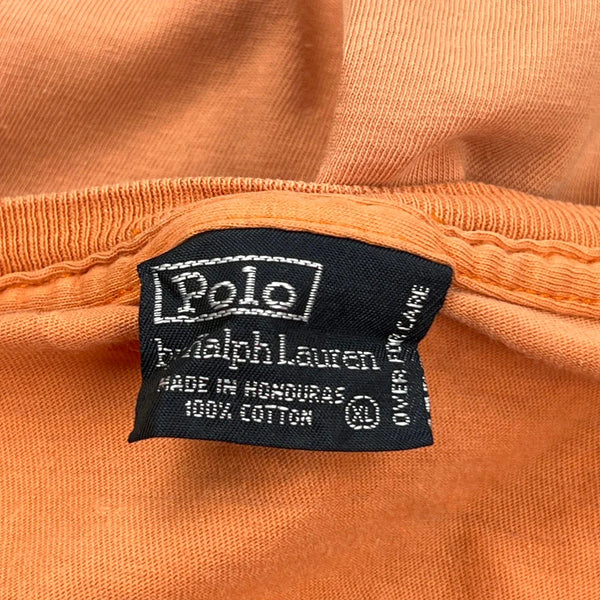 Polo
by Ralph Lauren
MADE IN HONDURAS
100% COTTON
XL
OVER FOR CARE